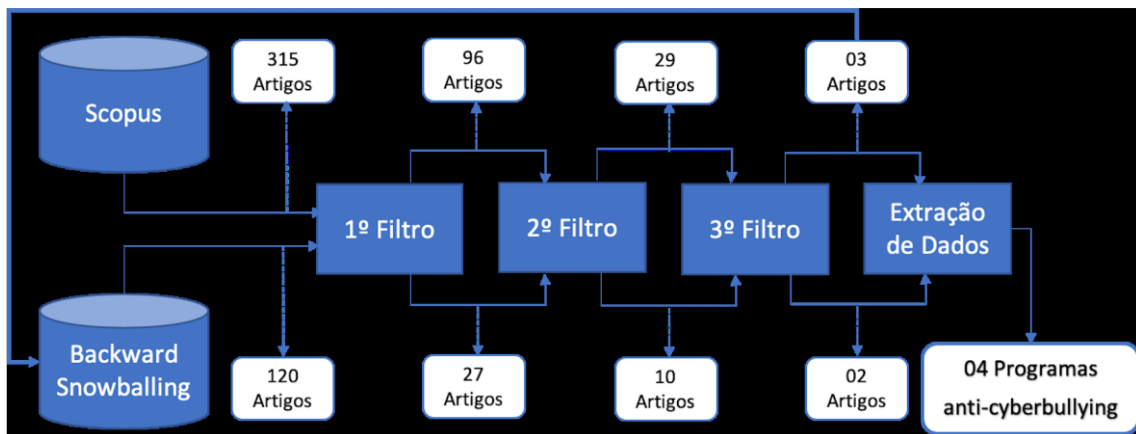 Scopus
315
Artigos
96
Artigos
29
Artigos
03
Artigos
1º Filtro
2º Filtro
3º Filtro
Extração
de Dados
Backward
Snowballing
120
Artigos
27
Artigos
10
Artigos
02
Artigos
04 Programas
anti-cyberbullying